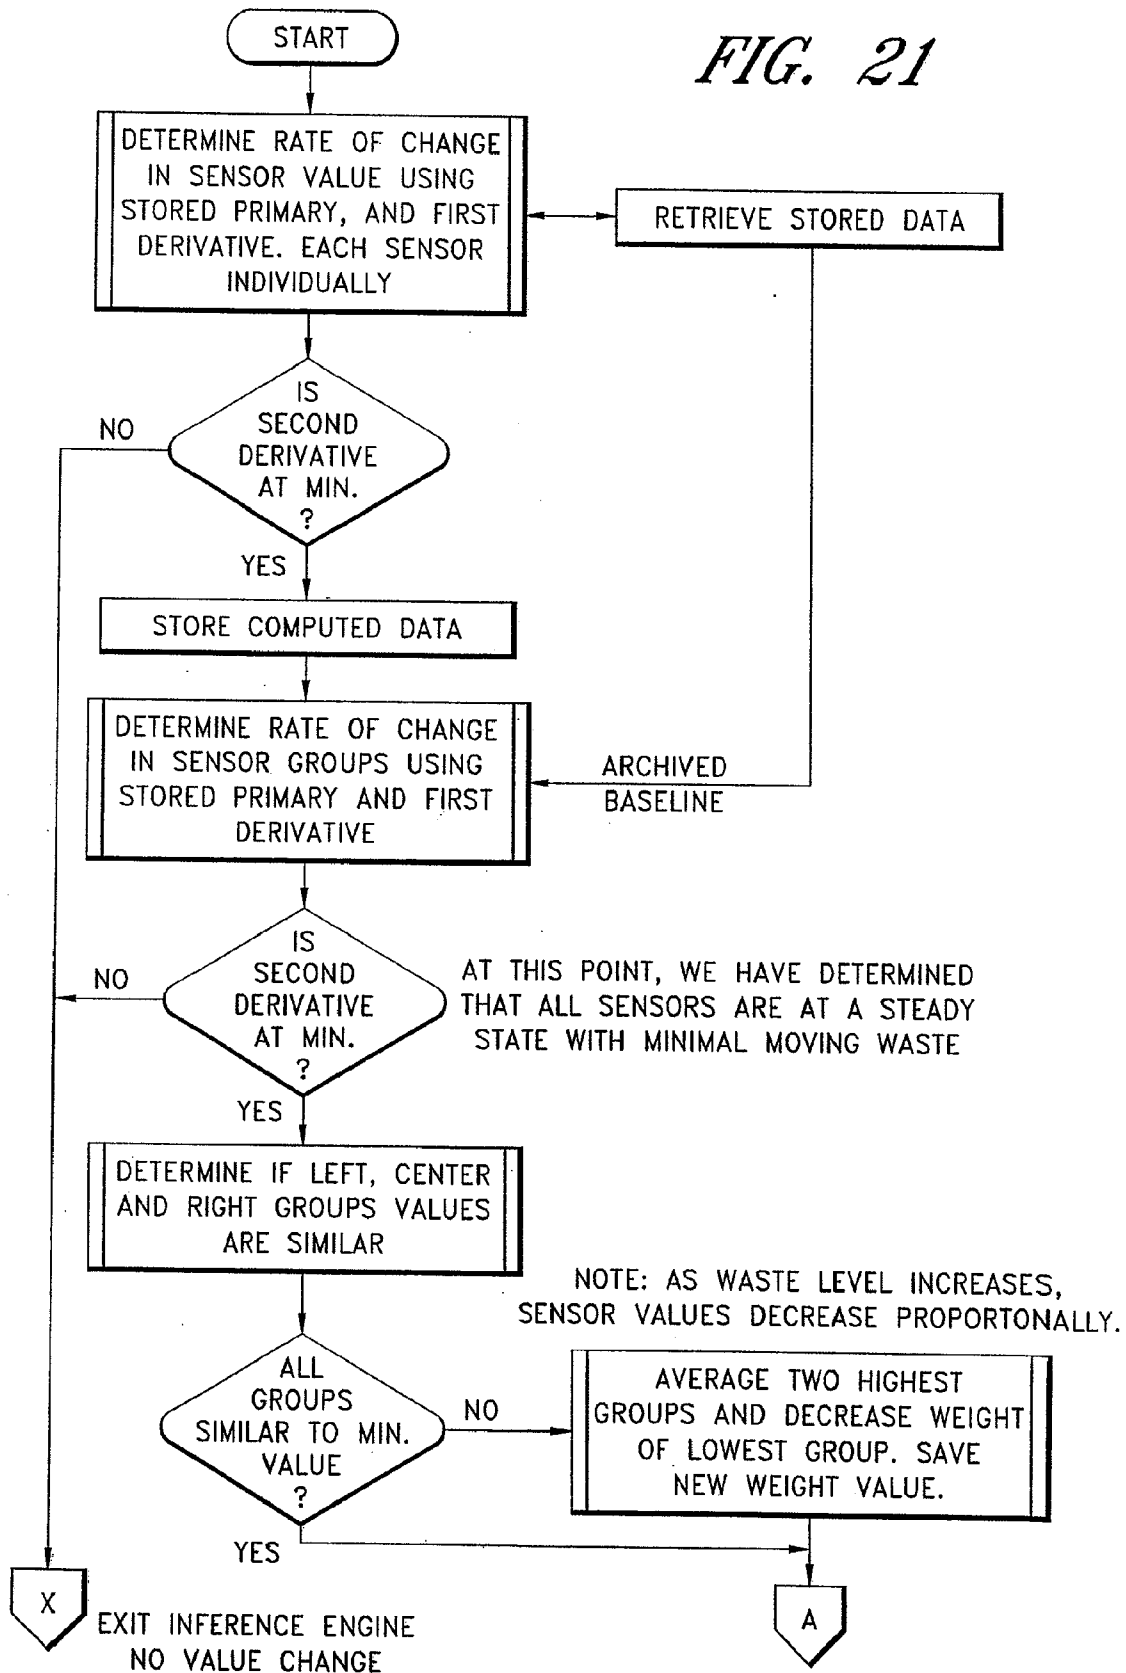 START
FIG. 21
DETERMINE RATE OF CHANGE
IN SENSOR VALUE USING
STORED PRIMARY, AND FIRST
DERIVATIVE. EACH SENSOR
INDIVIDUALLY
RETRIEVE STORED DATA
IS
SECOND
DERIVATIVE
AT MIN.
?
NO
YES
STORE COMPUTED DATA
DETERMINE RATE OF CHANGE
IN SENSOR GROUPS USING
STORED PRIMARY AND FIRST
DERIVATIVE
ARCHIVED
BASELINE
IS
SECOND
DERIVATIVE
AT MIN.
?
NO
AT THIS POINT, WE HAVE DETERMINED
THAT ALL SENSORS ARE AT A STEADY
STATE WITH MINIMAL MOVING WASTE
YES
DETERMINE IF LEFT, CENTER
AND RIGHT GROUPS VALUES
ARE SIMILAR
NOTE: AS WASTE LEVEL INCREASES,
SENSOR VALUES DECREASE PROPORTONALLY.
ALL
GROUPS
SIMILAR TO MIN.
VALUE
?
NO
AVERAGE TWO HIGHEST
GROUPS AND DECREASE WEIGHT
OF LOWEST GROUP. SAVE
NEW WEIGHT VALUE.
YES
X
EXIT INFERENCE ENGINE
NO VALUE CHANGE
A